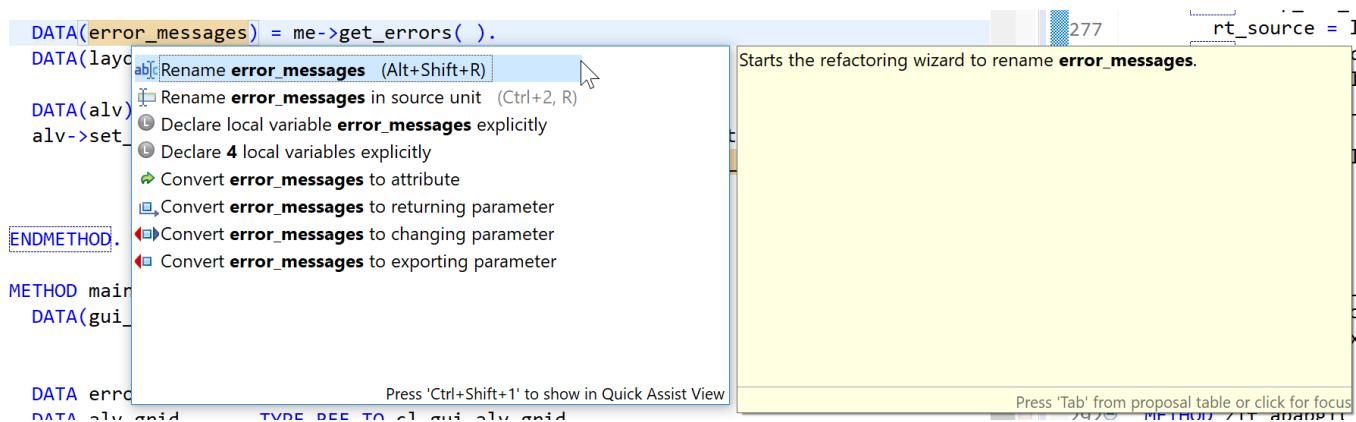 DATA(error_messages) = me->get_errors( ).
277
rt_source =
DATA(layo
Rename error_messages (Alt+Shift+R)
Starts the refactoring wizard to rename error_messages.
Rename error_messages in source unit (Ctrl+2, R)
DATA(alv)
Declare local variable error_messages explicitly
alv->set_
Declare 4 local variables explicitly
Convert error_messages to attribute
Convert error_messages to returning parameter
ENDMETHOD.
Convert error_messages to changing parameter
Convert error_messages to exporting parameter
METHOD main
DATA(gui_
DATA erro
Press 'Ctrl+Shift+1' to show in Quick Assist View
Press 'Tab' from proposal table or click for focus
DATA alv_grid TYPE REF TO cl_gui_alv_grid
METHOD